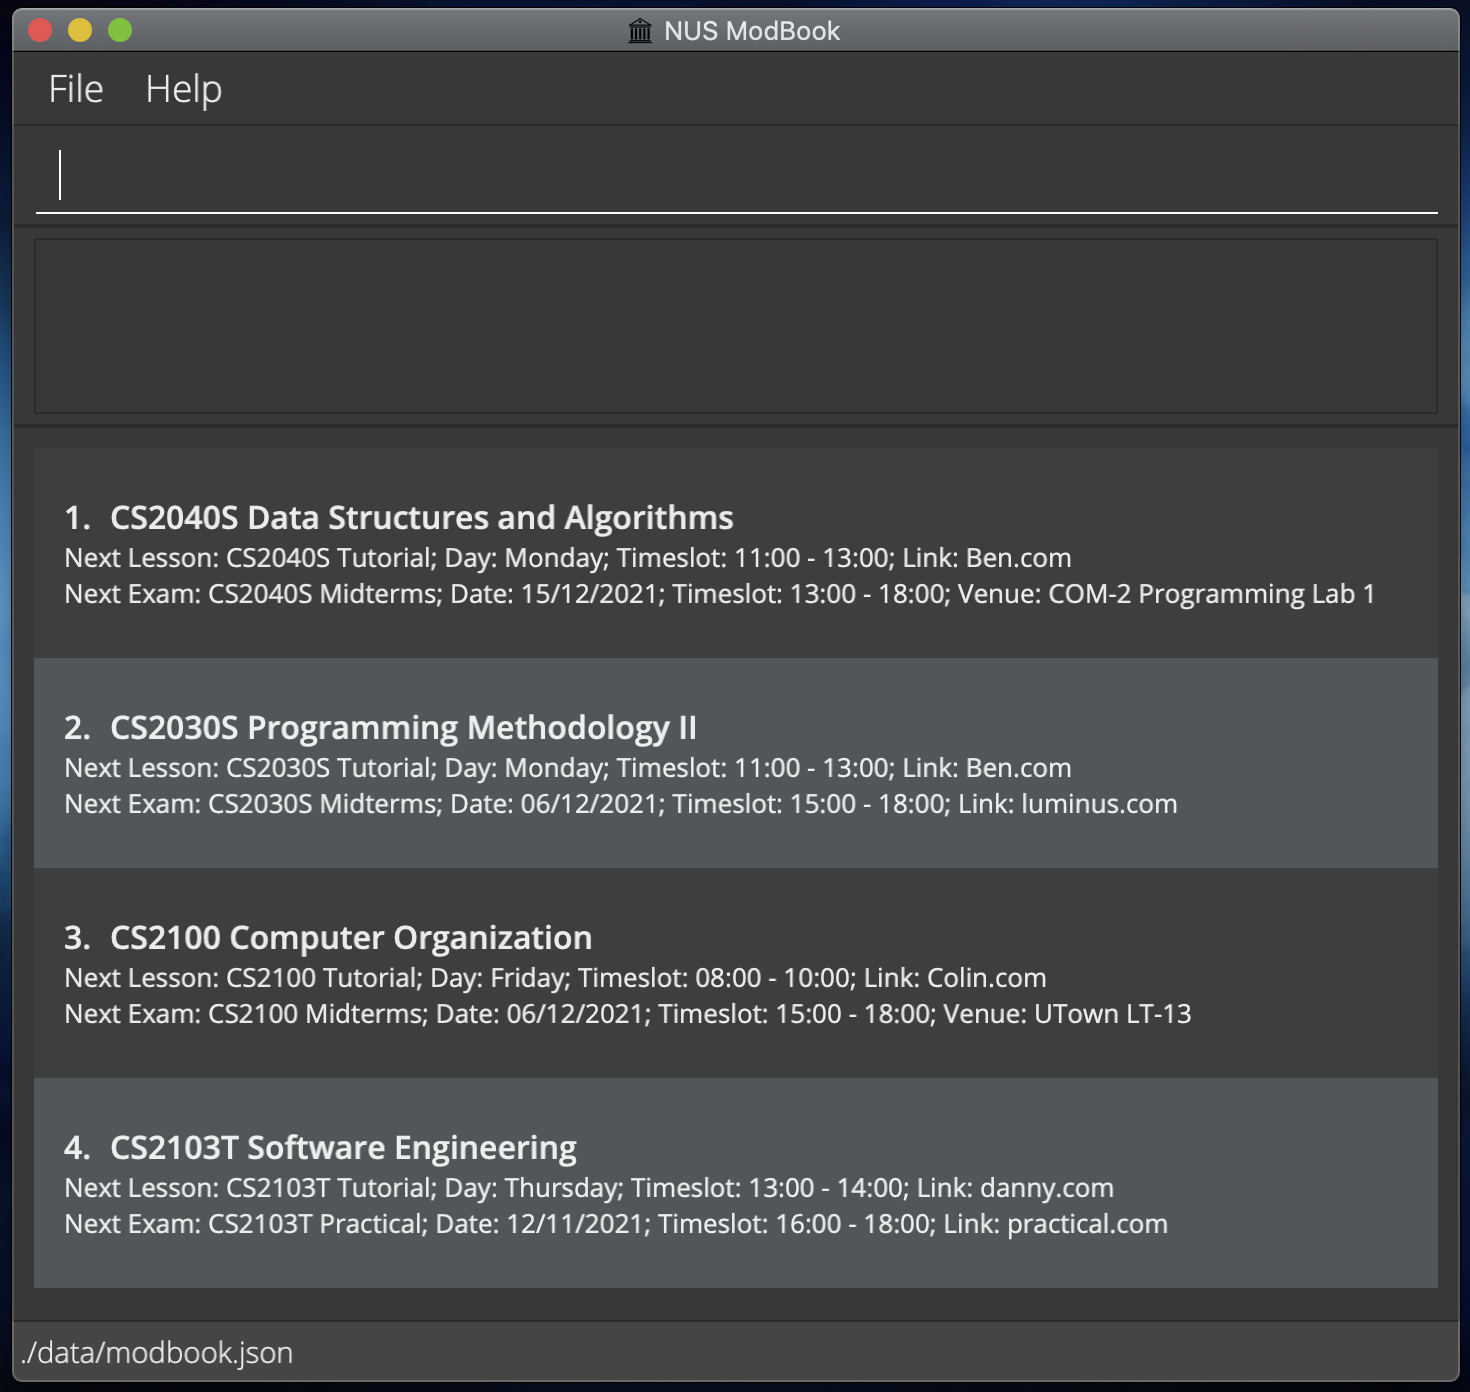 NUS ModBook
File Help
1. CS2040S Data Structures and Algorithms
Next Lesson: CS2040S Tutorial; Day: Monday; Timeslot: 11:00 - 13:00; Link: Ben.com
Next Exam: CS2040S Midterms; Date: 15/12/2021; Timeslot: 13:00 - 18:00; Venue: COM-2 Programming Lab 1
2. CS2030S Programming Methodology II
Next Lesson: CS2030S Tutorial; Day: Monday; Timeslot: 11:00 - 13:00; Link: Ben.com
Next Exam: CS2030S Midterms; Date: 06/12/2021; Timeslot: 15:00 - 18:00; Link: luminus.com
3. CS2100 Computer Organization
Next Lesson: CS2100 Tutorial; Day: Friday; Timeslot: 08:00 - 10:00; Link: Colin.com
Next Exam: CS2100 Midterms; Date: 06/12/2021; Timeslot: 15:00 - 18:00; Venue: UTown LT-13
4. CS2103T Software Engineering
Next Lesson: CS2103T Tutorial; Day: Thursday; Timeslot: 13:00 - 14:00; Link: danny.com
Next Exam: CS2103T Practical; Date: 12/11/2021; Timeslot: 16:00 - 18:00; Link: practical.com
./data/modbook.json